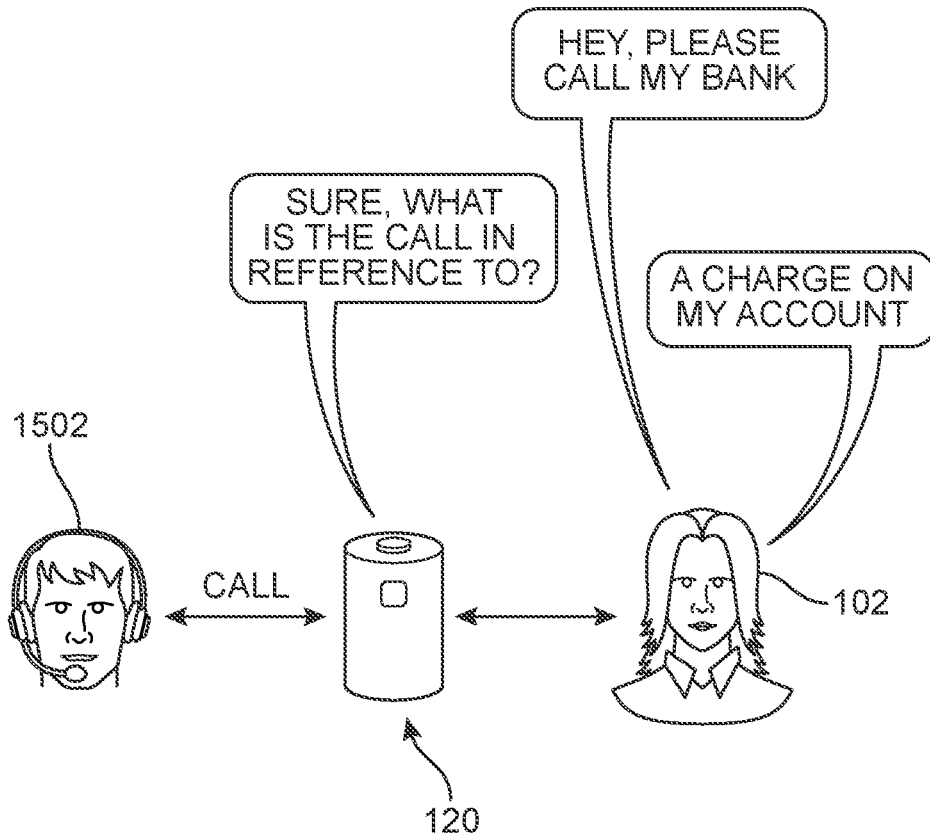 HEY, PLEASE
CALL MY BANK
SURE, WHAT
IS THE CALL IN
REFERENCE TO?
A CHARGE ON
MY ACCOUNT
1502
CALL
102
120